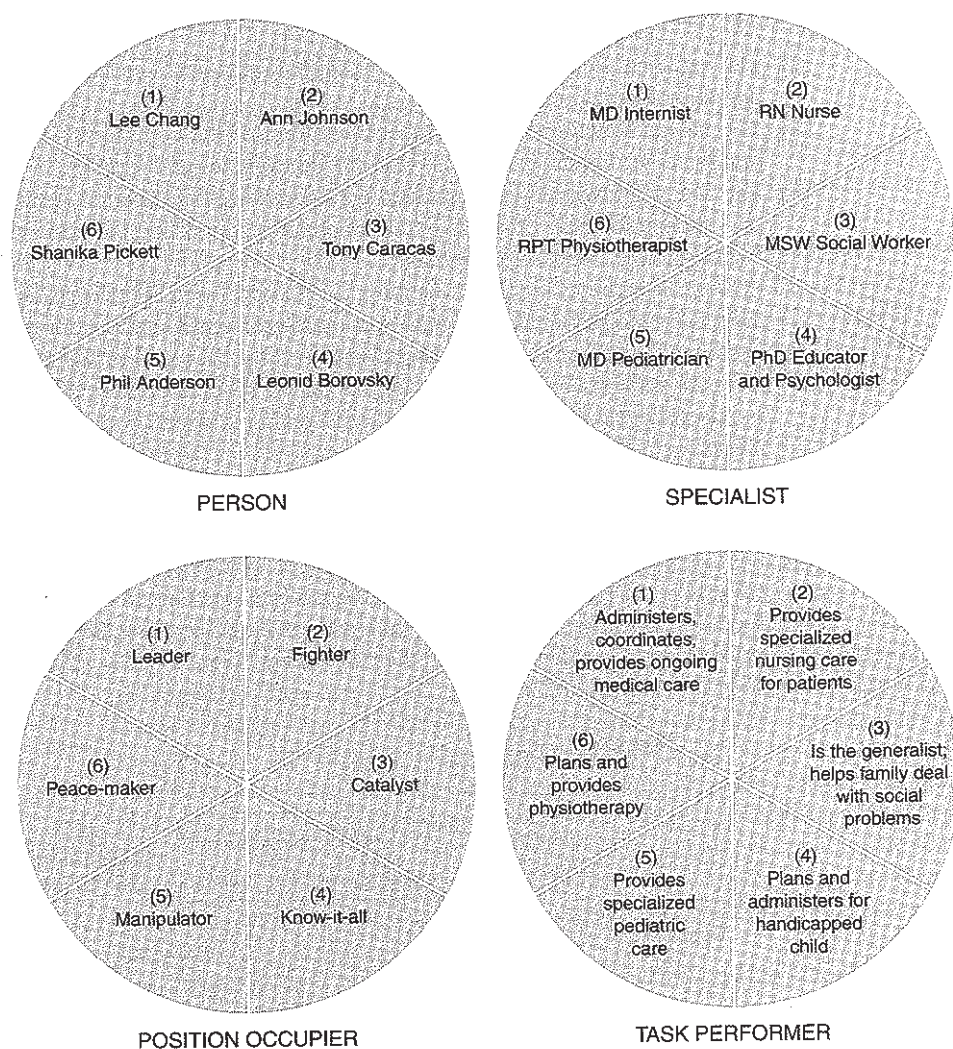 (1)
Lee Chang
(2)
Ann Johnson
(3)
Tony Caracas
(4)
Leonid Borovsky
(5)
Phil Anderson
(6)
Shanika Pickett
PERSON
(1)
MD Internist
(2)
RN Nurse
(3)
MSW Social Worker
(4)
PhD Educator
and Psychologist
(5)
MD Pediatrician
(6)
RPT Physiotherapist
SPECIALIST
(1)
Leader
(2)
Fighter
(3)
Catalyst
(4)
Know-it-all
(5)
Manipulator
(6)
Peace-maker
POSITION OCCUPIER
(1)
Administers,
coordinates,
provides ongoing
medical care
(2)
Provides
specialized
nursing care
for patients
(3)
Is the generalist;
helps family deal
with social
problems
(4)
Plans and
administers for
handicapped
child
(5)
Provides
specialized
pediatric
care
(6)
Plans and
provides
physiotherapy
TASK PERFORMER